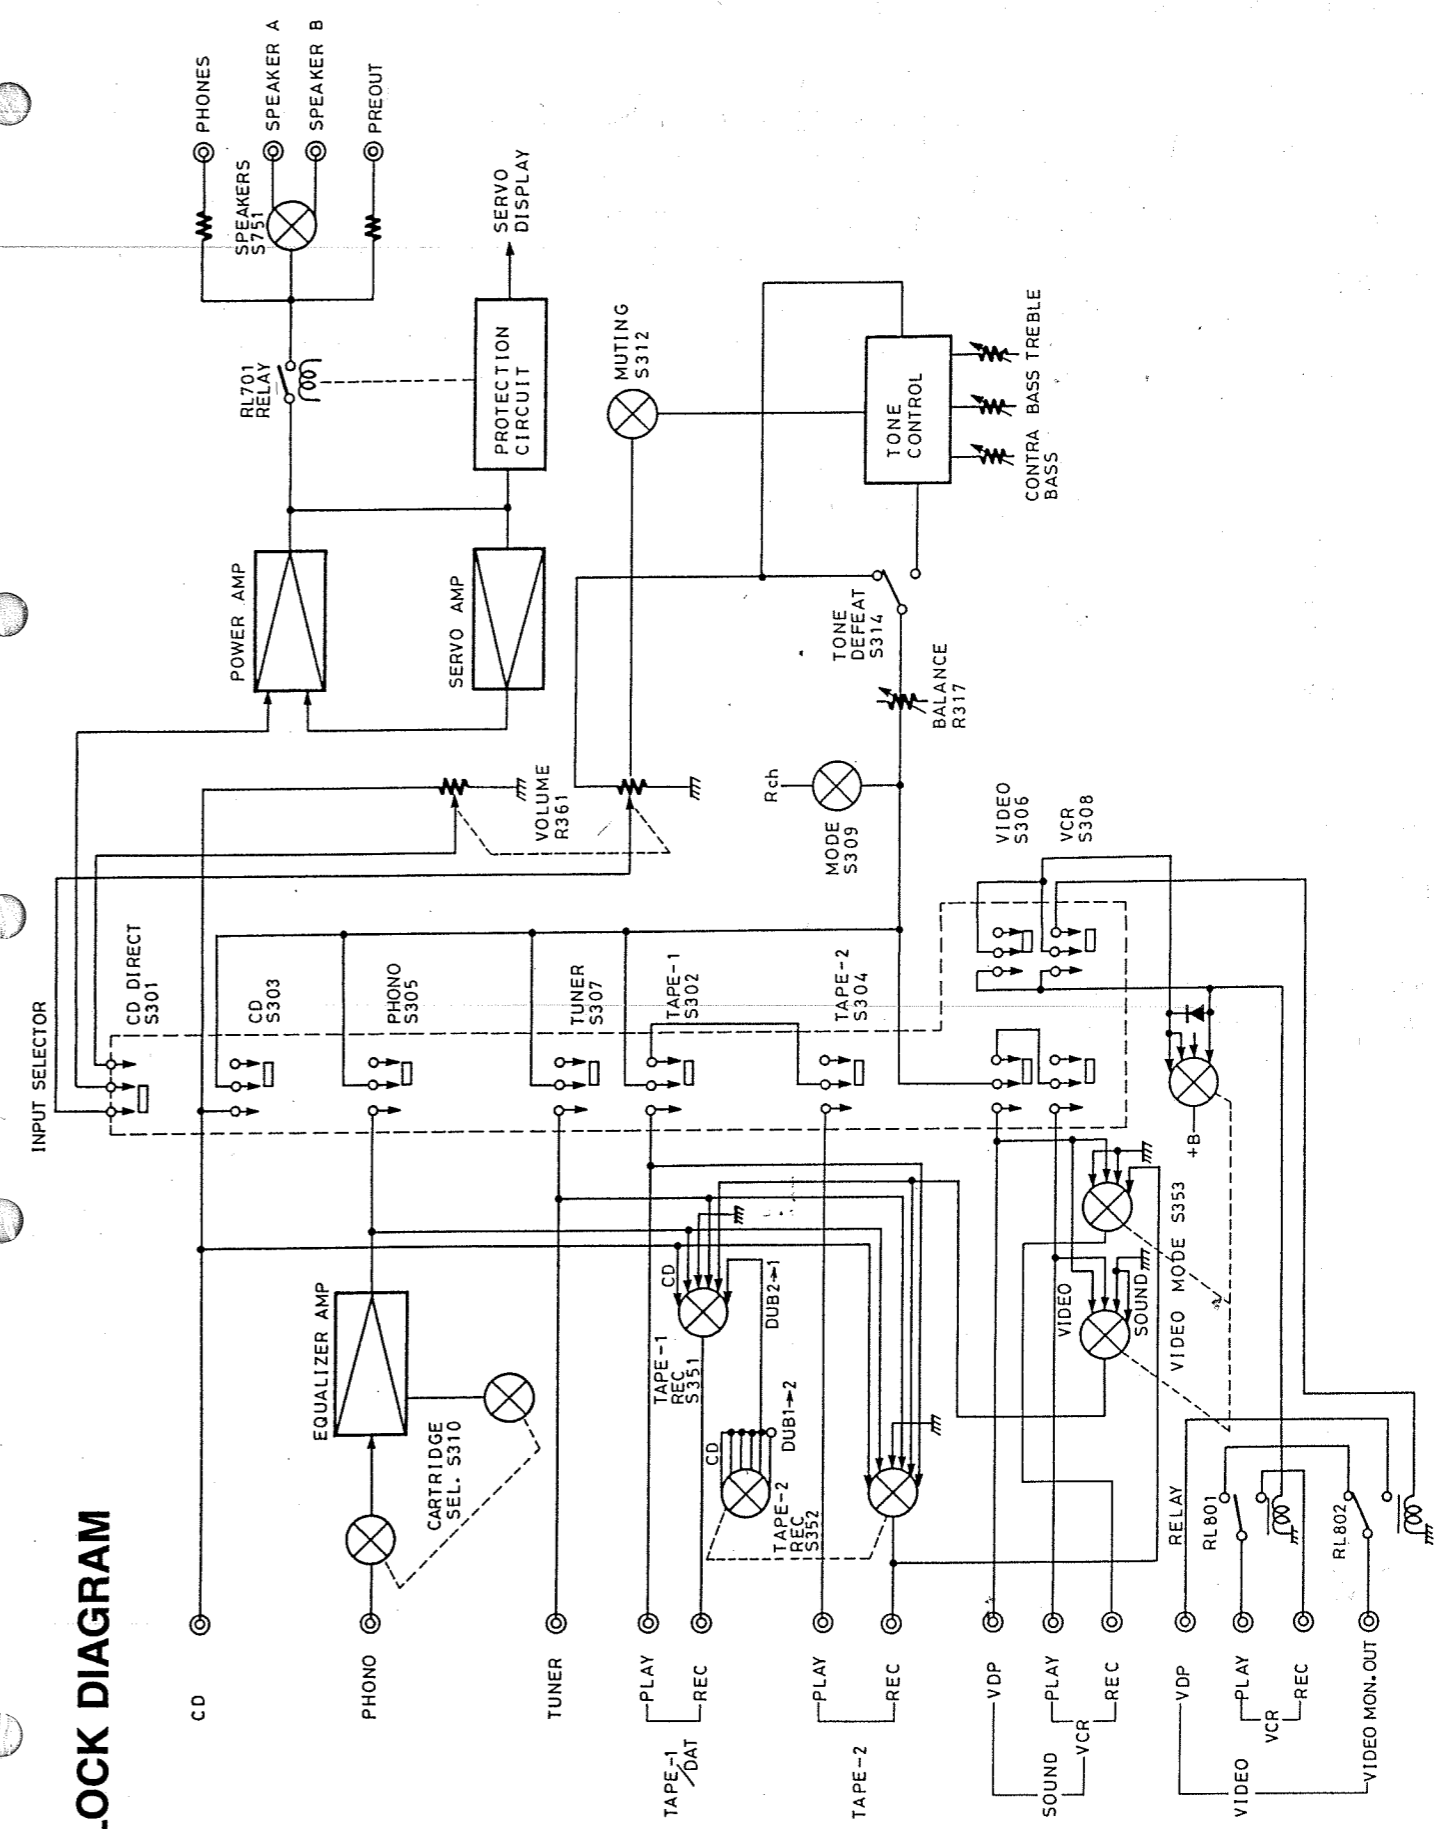 LOCK DIAGRAM
INPUT SELECTOR
CD DIRECT
S301
CD
S303
PHONO
S305
TUNER
S307
TAPE-1
S302
TAPE-2
S304
VIDEO
S306
VCR
S308
PHONES
SPEAKER A
SPEAKER B
PREOUT
SPEAKERS
S751
RL701
RELAY
SERVO
DISPLAY
PROTECTION
CIRCUIT
POWER AMP
SERVO AMP
MUTING
S312
TONE
CONTROL
CONTRA
BASS
BASS
TREBLE
TONE
DEFEAT
S314
BALANCE
R317
VOLUME
R361
Rch
MODE
S309
EQUALIZER AMP
CARTRIDGE
SEL. S310
CD
TAPE-1
REC
S351
DUB2→1
CD
DUB1→2
TAPE-2
REC
S352
VIDEO
SOUND
VIDEO MODE S353
+B
RELAY
RL801
RL802
CD
PHONO
TUNER
PLAY
REC
TAPE-1
/DAT
PLAY
REC
TAPE-2
VDP
PLAY
REC
VCR
SOUND
VDP
PLAY
REC
VCR
VIDEO
VIDEO MON. OUT